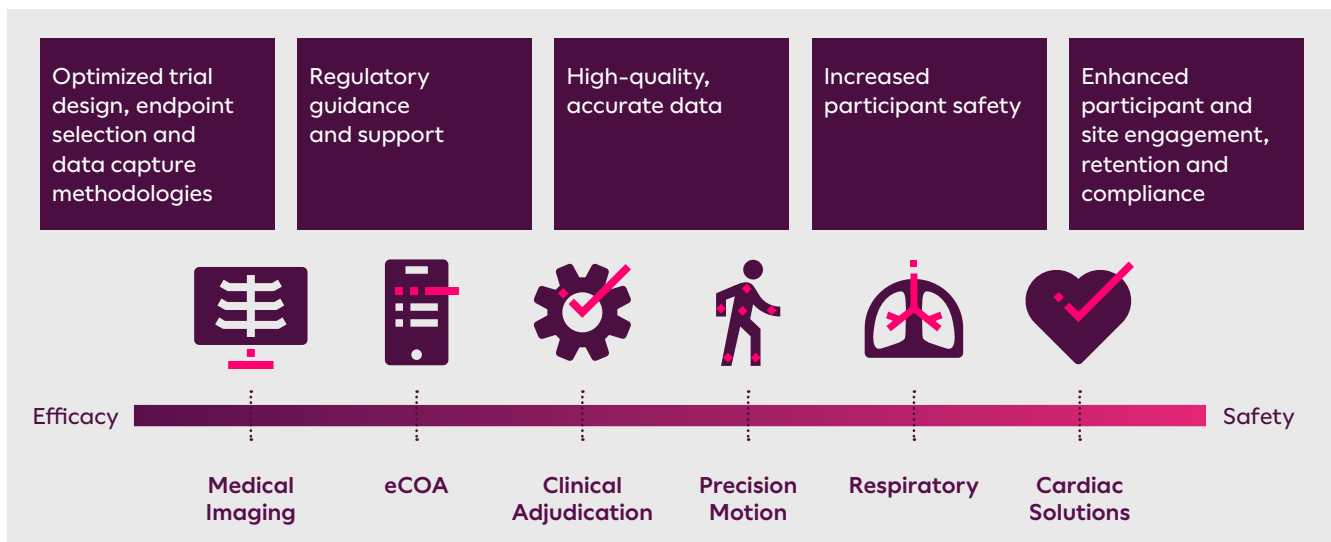 Optimized trial
design, endpoint
selection and
data capture
methodologies
Regulatory
guidance
and support
High-quality,
accurate data
Increased
participant safety
Enhanced
participant and
site engagement,
retention and
compliance
Efficacy
Safety
Medical
Imaging
eCOA
Clinical
Adjudication
Precision
Motion
Respiratory
Cardiac
Solutions